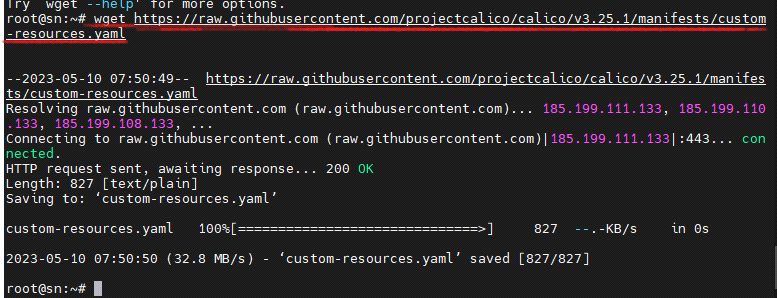 Try 'wget --help' for more options.
root@sn:~# wget https://raw.githubusercontent.com/projectcalico/calico/v3.25.1/manifests/custom
-resources.yaml
--2023-05-10 07:50:49--  https://raw.githubusercontent.com/projectcalico/calico/v3.25.1/manifes
ts/custom-resources.yaml
Resolving raw.githubusercontent.com (raw.githubusercontent.com)... 185.199.111.133, 185.199.110
.133, 185.199.108.133, ...
Connecting to raw.githubusercontent.com (raw.githubusercontent.com)|185.199.111.133|:443... con
nected.
HTTP request sent, awaiting response... 200 OK
Length: 827 [text/plain]
Saving to: ‘custom-resources.yaml’
custom-resources.yaml   100%[==============================>]     827  --.-KB/s    in 0s
2023-05-10 07:50:50 (32.8 MB/s) - ‘custom-resources.yaml’ saved [827/827]
root@sn:~#